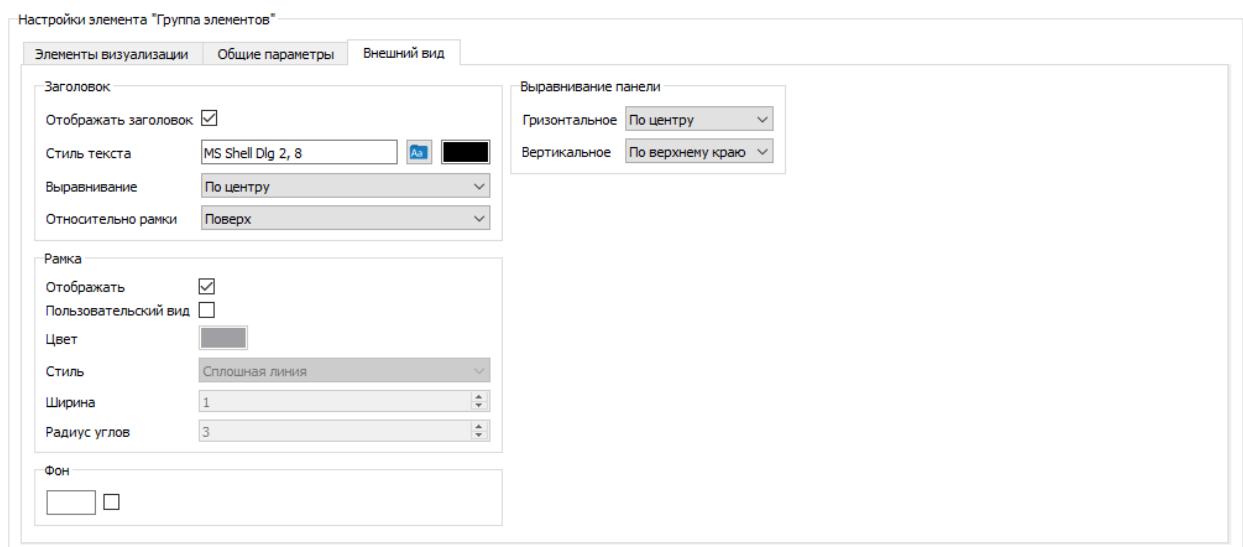 Настройки элемента "Группа элементов"
Элементы визуализации Общие параметры Внешний вид
Заголовок
Отображать заголовок
Стиль текста MS Shell Dlg 2, 8 Aa
Выравнивание По центру
Относительно рамки Поверх
Рамка
Отображать
Пользовательский вид
Цвет
Стиль Сплошная линия
Ширина 1
Радиус углов 3
Фон
Выравнивание панели
Гризонтальное По центру
Вертикальное По верхнему краю